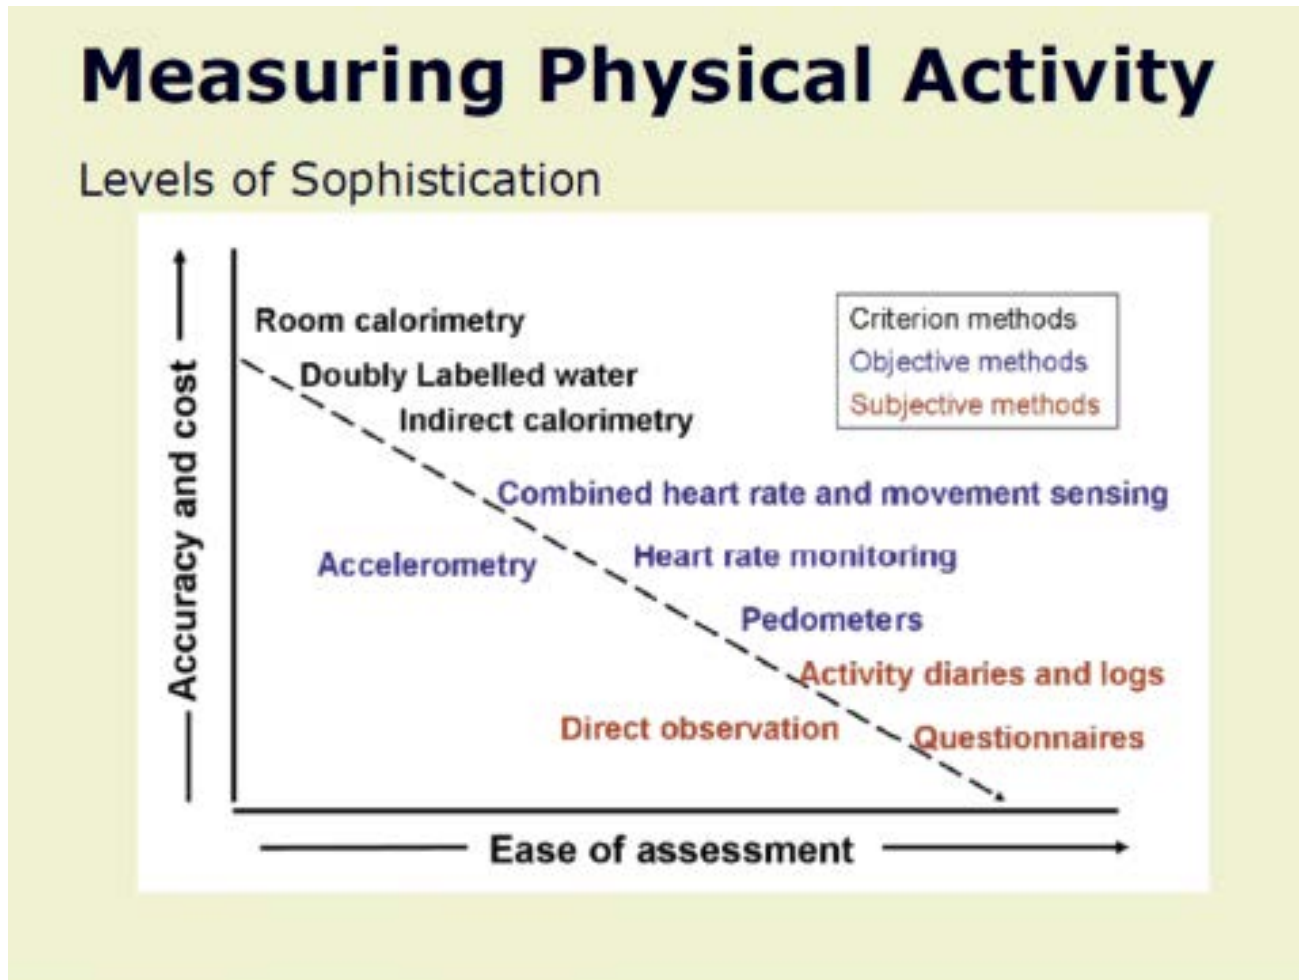 Measuring Physical Activity
Levels of Sophistication
Accuracy and cost
Room calorimetry
Doubly Labelled water
Indirect calorimetry
Criterion methods
Objective methods
Subjective methods
Combined heart rate and movement sensing
Accelerometry
Heart rate monitoring
Pedometers
Activity diaries and logs
Direct observation
Questionnaires
Ease of assessment